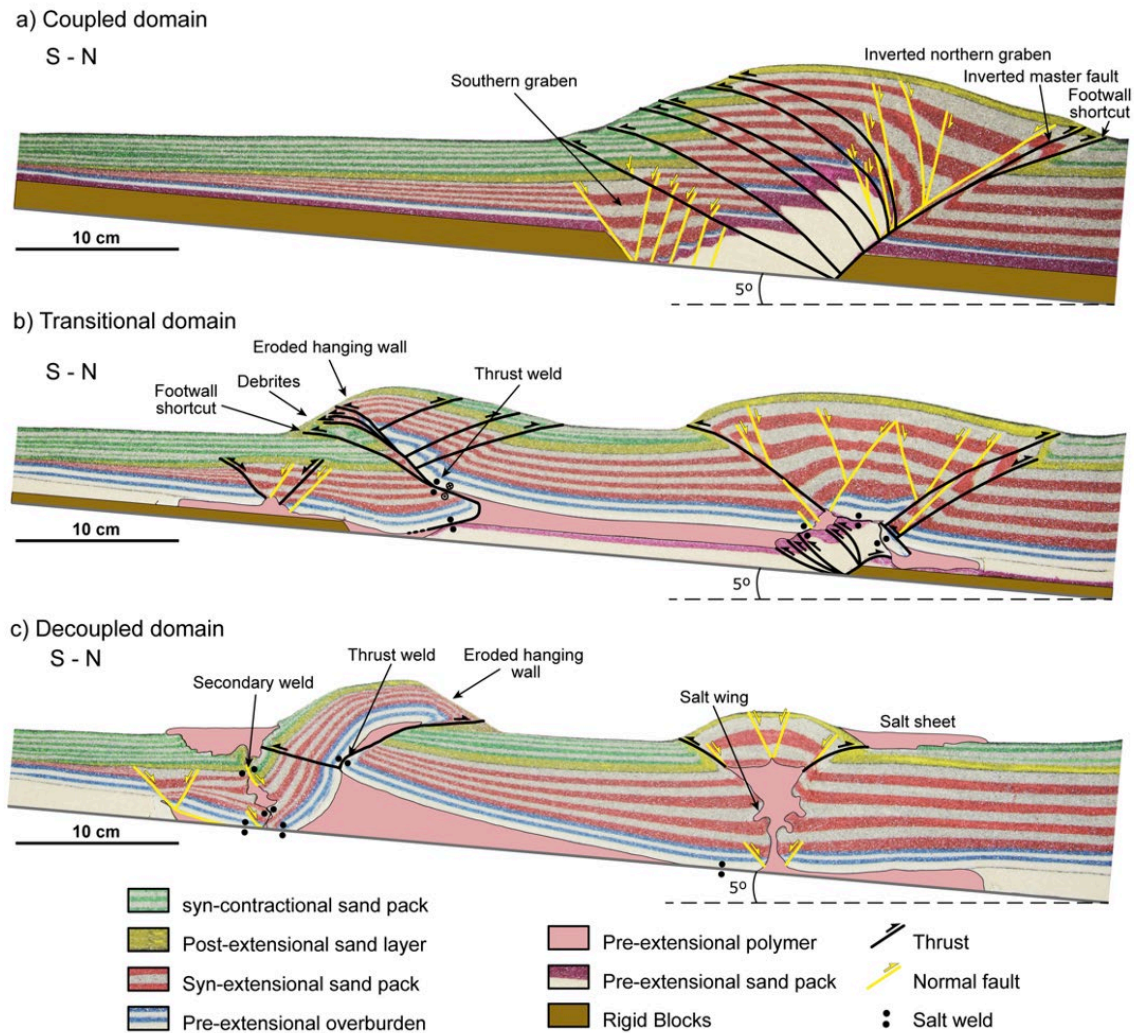 a) Coupled domain
S - N
Southern graben
Inverted northern graben
Inverted master fault
Footwall
shortcut
10 cm
5º
b) Transitional domain
S - N
Eroded hanging wall
Debrites
Footwall
shortcut
Thrust weld
10 cm
5º
c) Decoupled domain
S - N
Thrust weld
Eroded hanging
wall
Secondary weld
Salt wing
Salt sheet
10 cm
5º
syn-contractional sand pack
Post-extensional sand layer
Syn-extensional sand pack
Pre-extensional overburden
Pre-extensional polymer
Pre-extensional sand pack
Rigid Blocks
Thrust
Normal fault
Salt weld